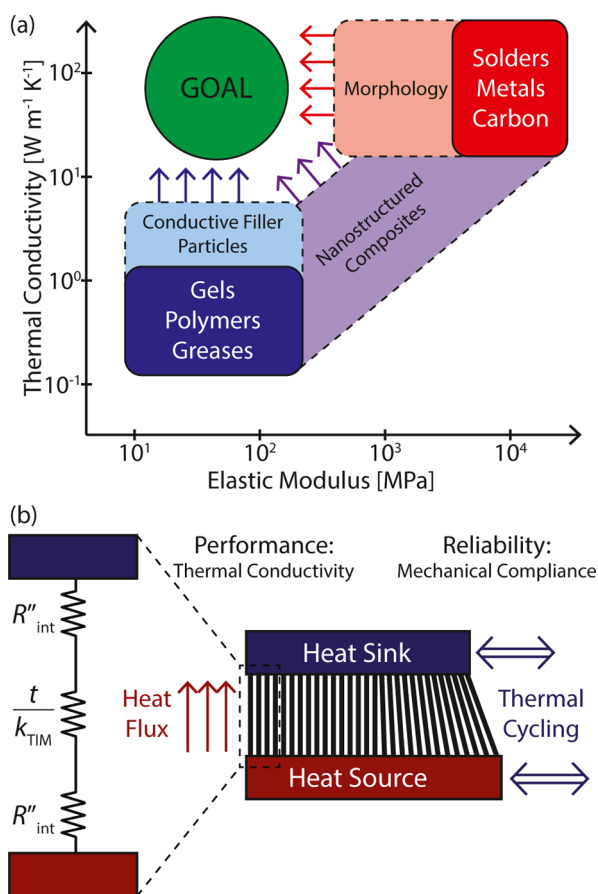 (a)
Thermal Conductivity [W m⁻¹ K⁻¹]
10²
10¹
10⁰
10⁻¹
GOAL
Morphology
Solders
Metals
Carbon
Conductive Filler
Particles
Nanostructured
Composites
Gels
Polymers
Greases
10¹
10²
10³
10⁴
Elastic Modulus [MPa]
(b)
Performance:
Thermal Conductivity
Reliability:
Mechanical Compliance
R″int
t
kTIM
R″int
Heat
Flux
Heat Sink
Heat Source
Thermal
Cycling